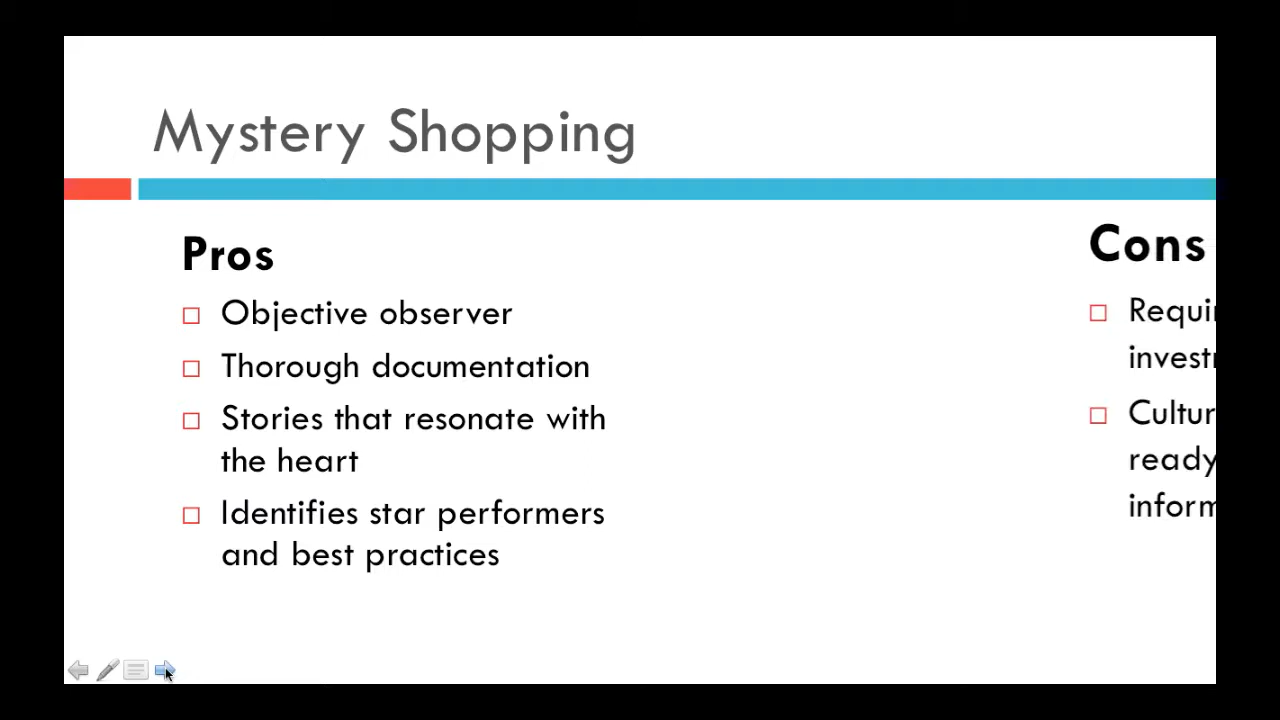 Mystery Shopping
Pros
Objective observer
Thorough documentation
Stories that resonate with
the heart
Identifies star performers
and best practices
Cons
ready